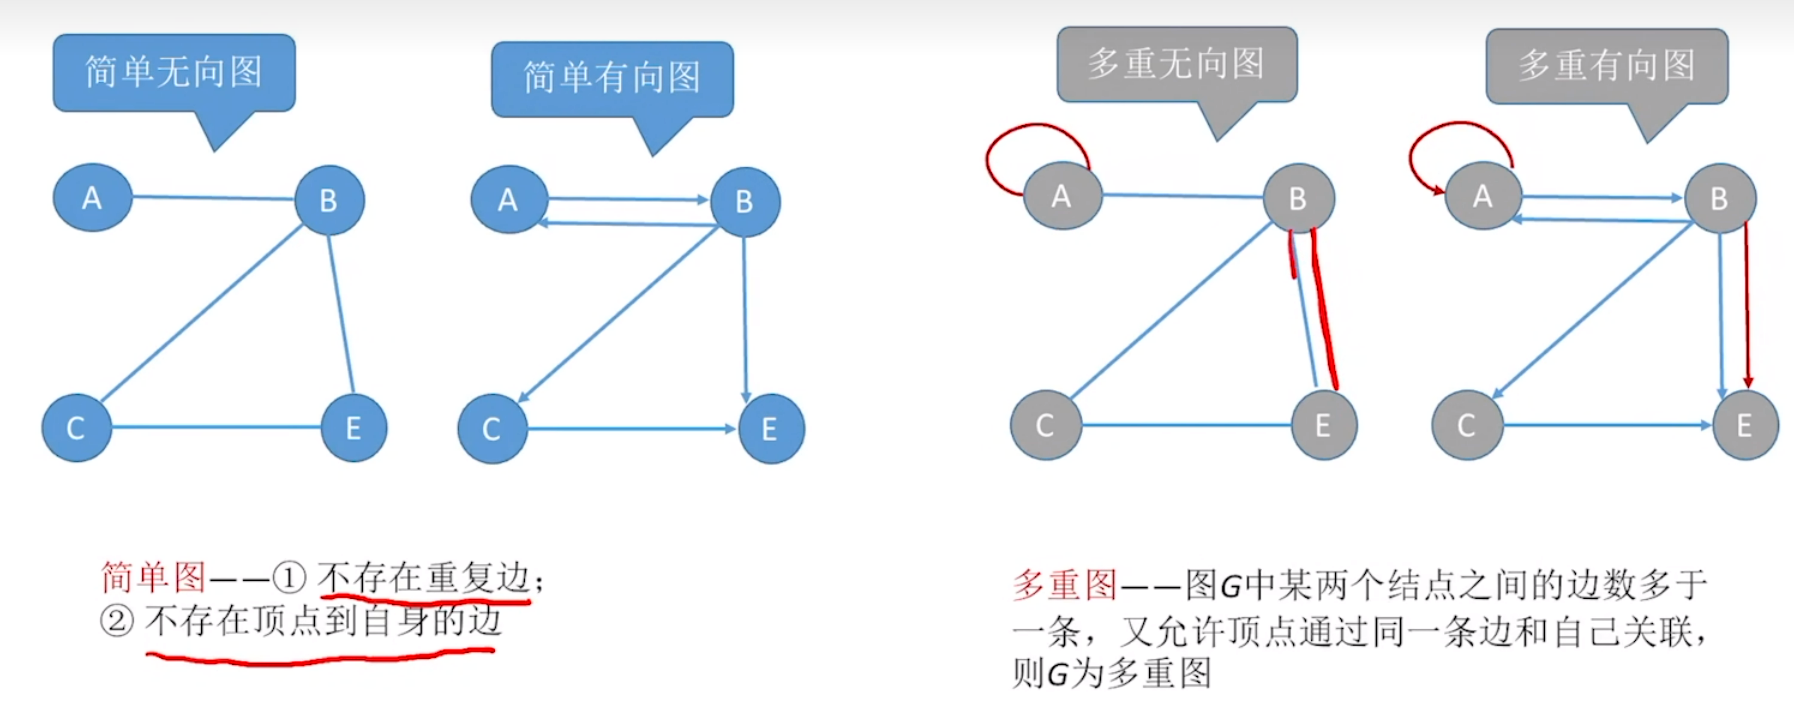 简单无向图
简单有向图
多重无向图
多重有向图
A
B
C
E
A
B
C
E
A
B
C
E
A
B
C
E
简单图——① 不存在重复边；
② 不存在顶点到自身的边
多重图——图G中某两个结点之间的边数多于
一条，又允许顶点通过同一条边和自己关联，
则G为多重图